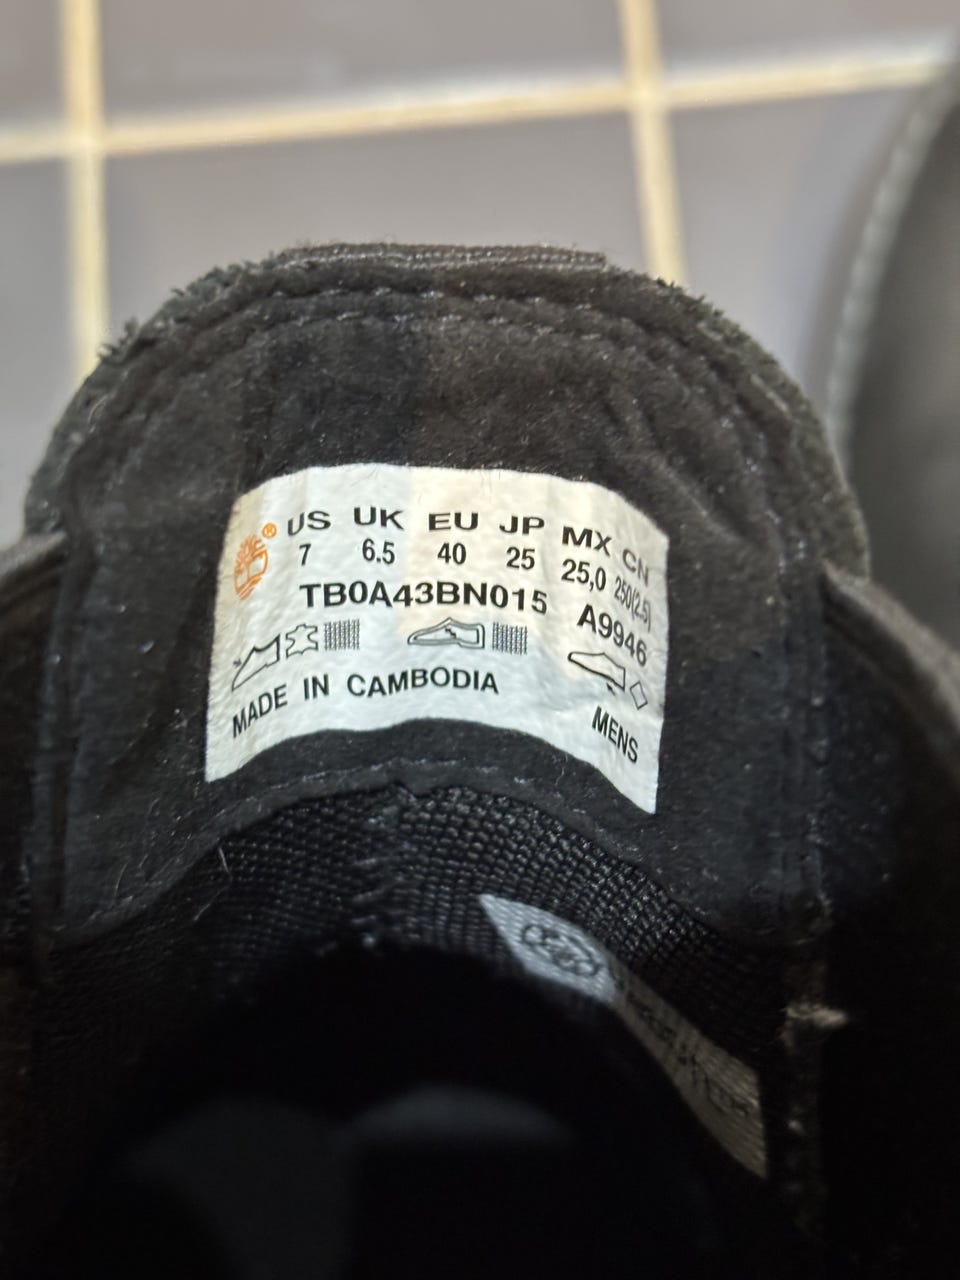 ®
US UK EU JP MX CN
7 6.5 40 25 25,0 250(2.5)
TB0A43BN015 A9946
MADE IN CAMBODIA MENS